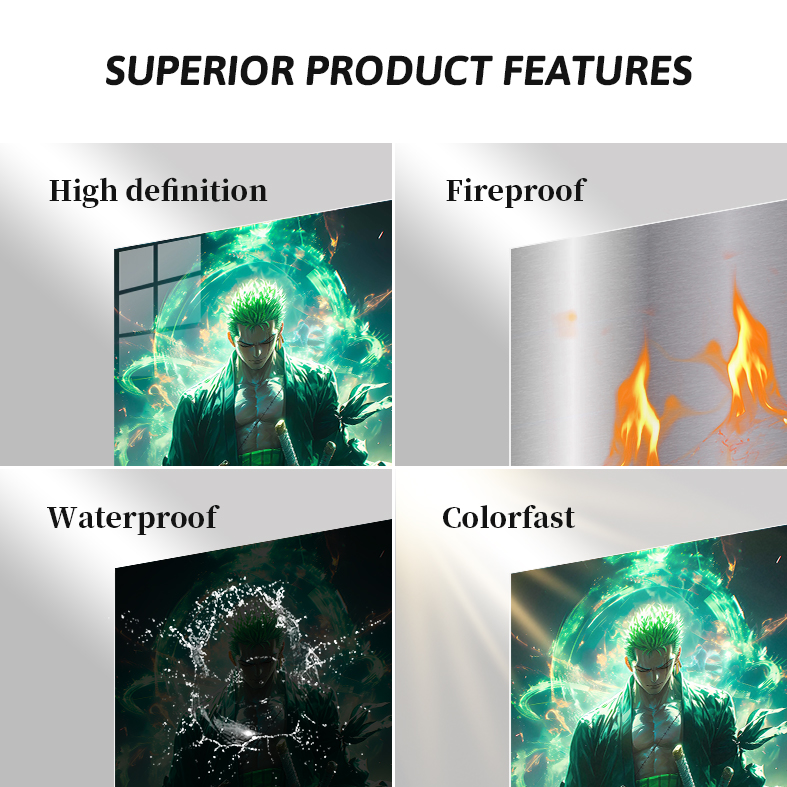 SUPERIOR PRODUCT FEATURES
High definition
Fireproof
Waterproof
Colorfast